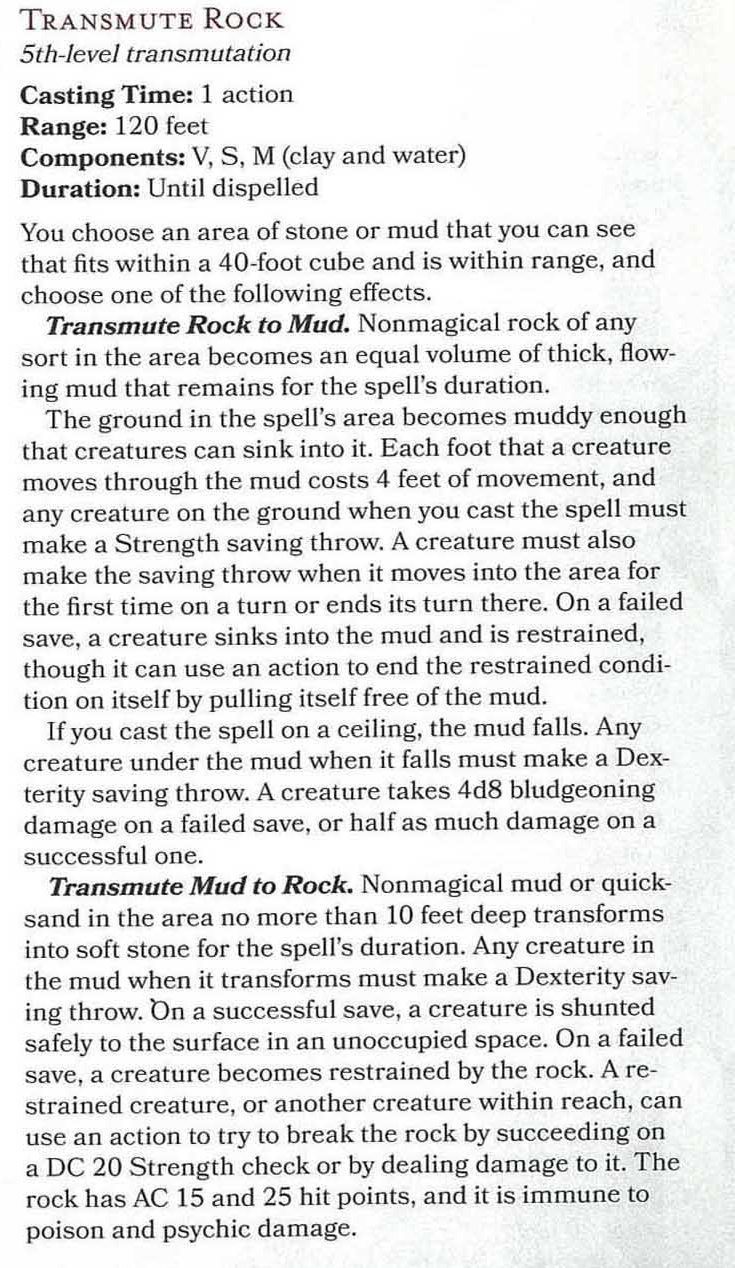 TRANSMUTE ROCK
5th-level transmutation
Casting Time: 1 action
Range: 120 feet
Components: V, S, M (clay and water)
Duration: Until dispelled
You choose an area of stone or mud that you can see
that fits within a 40-foot cube and is within range, and
choose one of the following effects.
Transmute Rock to Mud. Nonmagical rock of any
sort in the area becomes an equal volume of thick, flow-
ing mud that remains for the spell's duration.
The ground in the spell's area becomes muddy enough
that creatures can sink into it. Each foot that a creature
moves through the mud costs 4 feet of movement, and
any creature on the ground when you cast the spell must
make a Strength saving throw. A creature must also
make the saving throw when it moves into the area for
the first time on a turn or ends its turn there. On a failed
save, a creature sinks into the mud and is restrained,
though it can use an action to end the restrained condi-
tion on itself by pulling itself free of the mud.
If you cast the spell on a ceiling, the mud falls. Any
creature under the mud when it falls must make a Dex-
terity saving throw. A creature takes 4d8 bludgeoning
damage on a failed save, or half as much damage on a
successful one.
Transmute Mud to Rock. Nonmagical mud or quick-
sand in the area no more than 10 feet deep transforms
into soft stone for the spell's duration. Any creature in
the mud when it transforms must make a Dexterity sav-
ing throw. On a successful save, a creature is shunted
safely to the surface in an unoccupied space. On a failed
save, a creature becomes restrained by the rock. A re-
strained creature, or another creature within reach, can
use an action to try to break the rock by succeeding on
a DC 20 Strength check or by dealing damage to it. The
rock has AC 15 and 25 hit points, and it is immune to
poison and psychic damage.